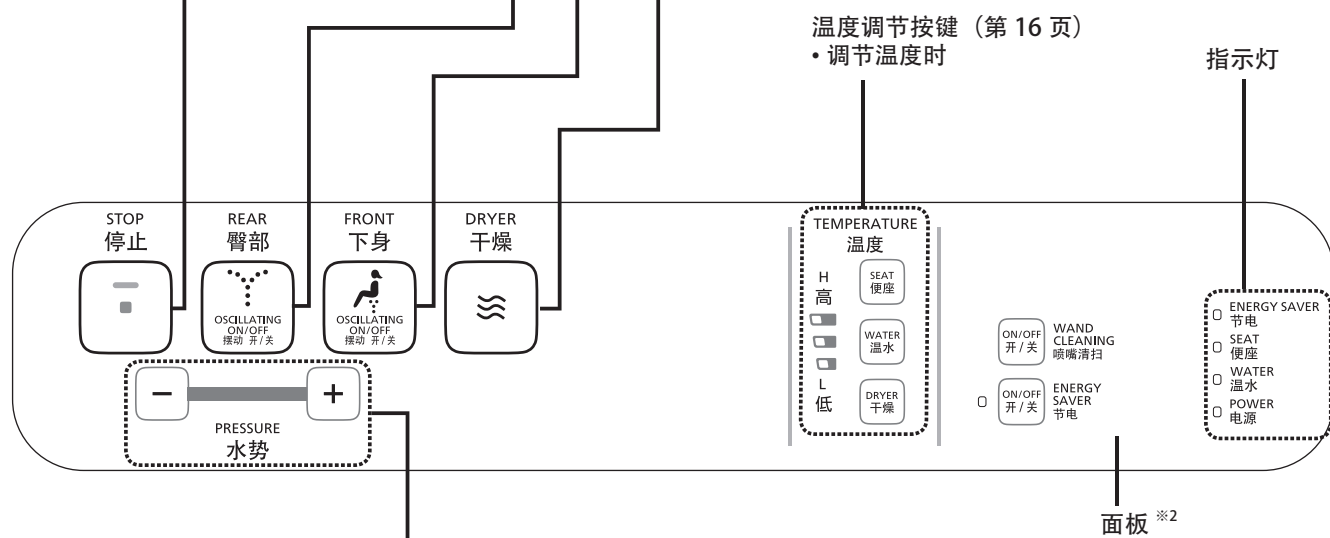 温度调节按键（第 16 页）
• 调节温度时
指示灯
STOP
停止
REAR
臀部
FRONT
下身
DRYER
干燥
OSCILLATING
ON/OFF
摆动 开/关
OSCILLATING
ON/OFF
摆动 开/关
−
+
PRESSURE
水势
TEMPERATURE
温度
H
高
L
低
SEAT
便座
WATER
温水
DRYER
干燥
ON/OFF
开/关
WAND
CLEANING
喷嘴清扫
ON/OFF
开/关
ENERGY
SAVER
节电
ENERGY SAVER
节电
SEAT
便座
WATER
温水
POWER
电源
面板 ※2